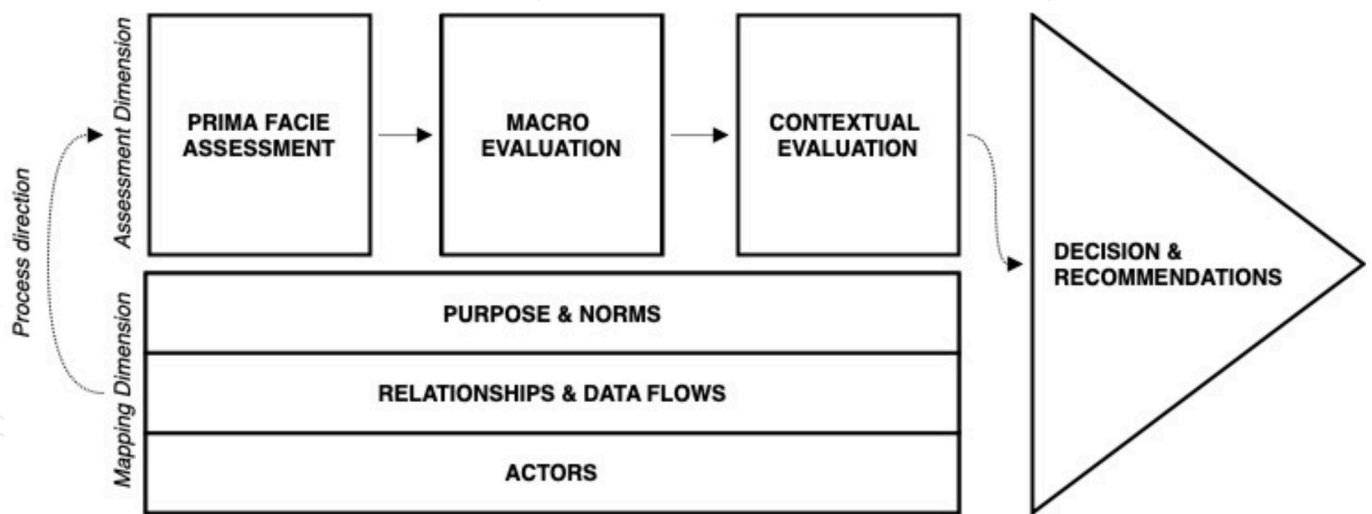 Process direction
Assessment Dimension
PRIMA FACIE
ASSESSMENT
MACRO
EVALUATION
CONTEXTUAL
EVALUATION
DECISION &
RECOMMENDATIONS
Mapping Dimension
PURPOSE & NORMS
RELATIONSHIPS & DATA FLOWS
ACTORS